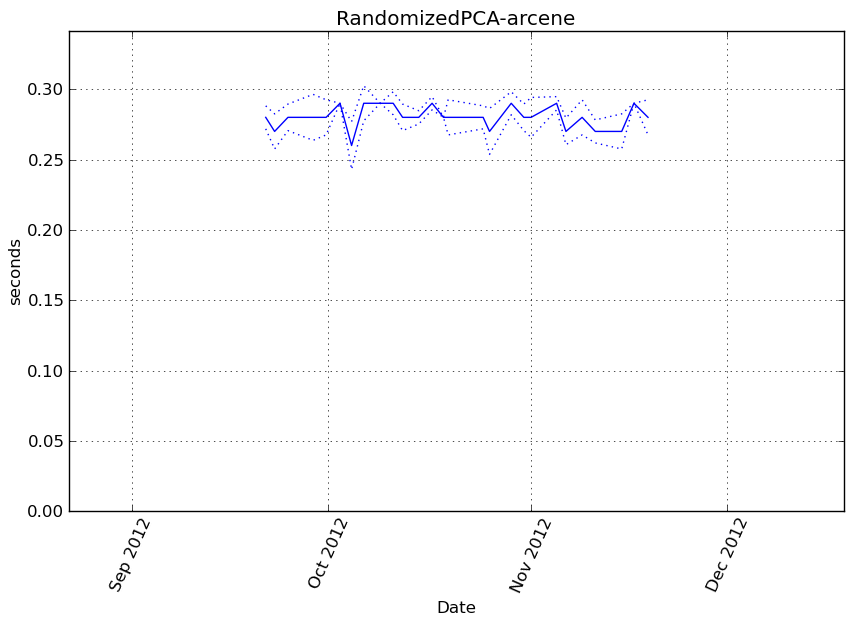 RandomizedPCA-arcene
0.30
0.25
0.20
0.15
0.10
0.05
0.00
seconds
Sep 2012
Oct 2012
Nov 2012
Dec 2012
Date